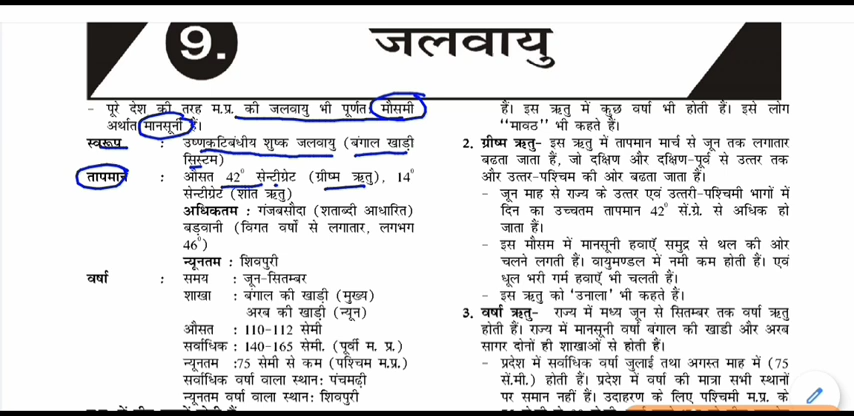 9.
जलवायु
- पूरे देश की तरह म.प्र. की जलवायु भी पूर्णत: मौसमी
अर्थात् मानसूनी है।
स्वरूप : उष्णकटिबंधीय शुष्क जलवायु (बंगाल खाड़ी
सिस्टम)
तापमान : औसत 42° सेन्टीग्रेट (ग्रीष्म ऋतु), 14°
सेन्टीग्रेट (शीत ऋतु)
अधिकतम : गंजबसौदा (शताब्दी आधारित)
बड़वानी (विगत वर्षो से लगातार, लगभग
46°)
न्यूनतम : शिवपुरी
वर्षा : समय : जून-सितम्बर
शाखा : बंगाल की खाड़ी (मुख्य)
अरब की खाड़ी (न्यून)
औसत : 110-112 सेमी
सर्वाधिक : 140-165 सेमी. (पूर्वी म. प्र.)
न्यूनतम :75 सेमी से कम (पश्चिम म.प्र.)
सर्वाधिक वर्षा वाला स्थान: पंचमढ़ी
न्यूनतम वर्षा वाला स्थान: शिवपुरी
हैं। इस ऋतु में कुछ वर्षा भी होती हैं। इसे लोग
"मावठ" भी कहते हैं।
2. ग्रीष्म ऋतु- इस ऋतु में तापमान मार्च से जून तक लगातार
बढता जाता हैं, जो दक्षिण और दक्षिण-पूर्व से उत्तर तक
और उत्तर-पश्चिम की ओर बढता जाता हैं।
- जून माह से राज्य के उत्तर एवं उत्तरी-पश्चिमी भागों में
दिन का उच्चतम तापमान 42° सें.ग्रे. से अधिक हो
जाता हैं।
- इस मौसम में मानसूनी हवाएँ समुद्र से थल की ओर
चलने लगती हैं। वायुमण्डल में नमी कम होती हैं। एवं
धूल भरी गर्म हवाएँ भी चलती हैं।
- इस ऋतु को 'उनाला' भी कहते हैं।
3. वर्षा ऋतु- राज्य में मध्य जून से सितम्बर तक वर्षा ऋतु
होती हैं। राज्य में मानसूनी वर्षा बंगाल की खाडी और अरब
सागर दोनों ही शाखाओं से होती हैं।
- प्रदेश में सर्वाधिक वर्षा जुलाई तथा अगस्त माह में (75
सें.मी.) होती हैं। प्रदेश में वर्षा की मात्रा सभी स्थानों
पर समान नहीं हैं। उदाहरण के लिए पश्चिमी म.प्र. के